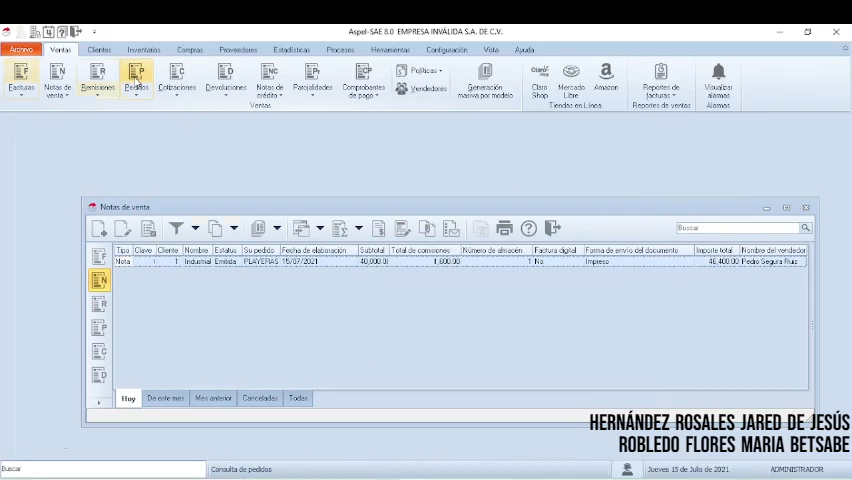 Aspel-SAE 8.0 EMPRESA INVÁLIDA S.A. DE C.V.
Archivo Ventas Clientes Inventarios Compras Proveedores Estadísticas Procesos Herramientas Configuración Vista Ayuda
Facturas Notas de venta Remisiones Pedidos Cotizaciones Devoluciones Notas de crédito Parcialidades Comprobantes de pago Políticas Vendedores Generación masiva por modelo Claro Shop Mercado Libre Amazon Reportes de facturas Visualizar alarmas
Ventas Tiendas en Línea Reportes de ventas Alarmas
Notas de venta
Buscar
Tipo Clave Cliente Nombre Estatus Su pedido Fecha de elaboración Subtotal Total de comisiones Número de almacén Factura digital Forma de envío del documento Importe total Nombre del vendedor
Nota 1 Industrial Emitida PLAYERAS 15/07/2021 40,000.00 1,600.00 1 No Impreso 46,400.00 Pedro Segura Ruiz
Hoy De este mes Mes anterior Canceladas Todas
HERNÁNDEZ ROSALES JARED DE JESÚS
ROBLEDO FLORES MARIA BETSABE
Buscar Consulta de pedidos Jueves 15 de Julio de 2021 ADMINISTRADOR